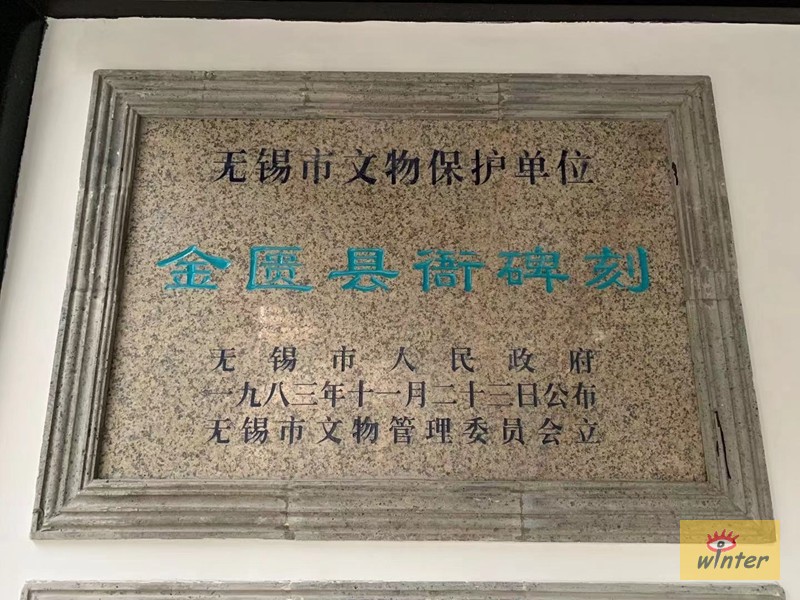 无锡市文物保护单位
金匮县衙碑刻
无锡市人民政府
一九八三年十一月二十三日公布
无锡市文物管理委员会立
winter